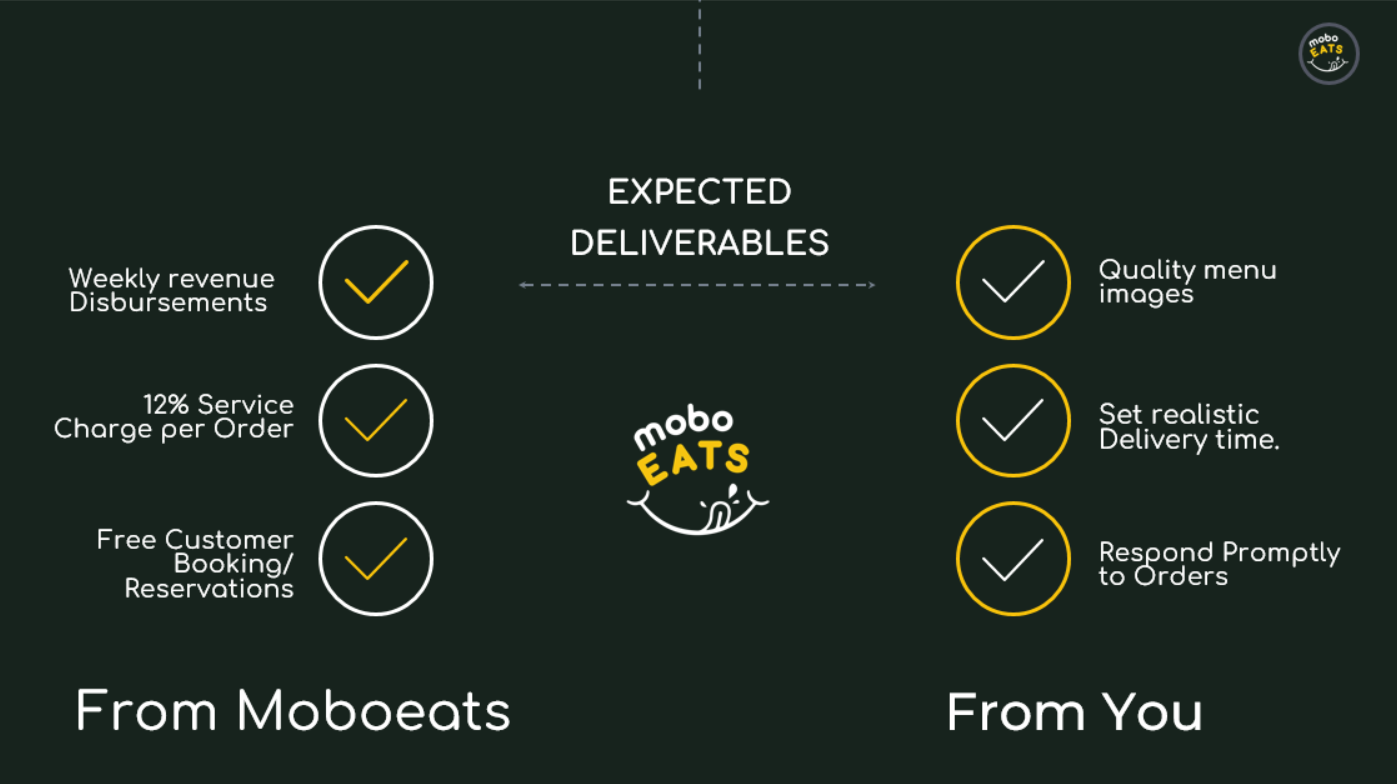 mobo
EATS
EXPECTED
DELIVERABLES
Weekly revenue
Disbursements
12% Service
Charge per Order
Free Customer
Booking/
Reservations
mobo
EATS
Quality menu
images
Set realistic
Delivery time.
Respond Promptly
to Orders
From Moboeats
From You